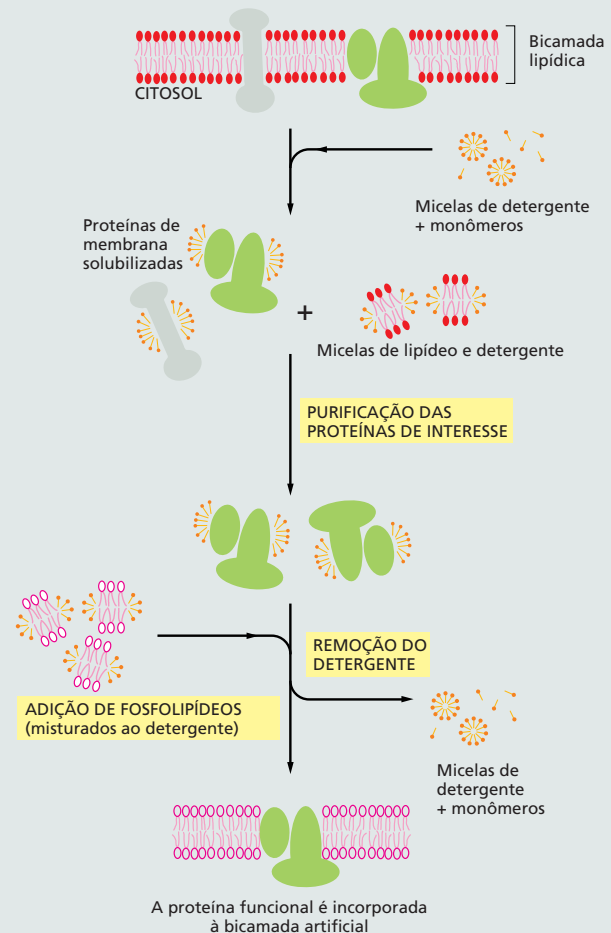 Bicamada
lipídica
CITOSOL
Micelas de detergente
+ monômeros
Proteínas de
membrana
solubilizadas
+
Micelas de lipídeo e detergente
PURIFICAÇÃO DAS
PROTEÍNAS DE INTERESSE
REMOÇÃO DO
DETERGENTE
ADIÇÃO DE FOSFOLIPÍDEOS
(misturados ao detergente)
Micelas de
detergente
+ monômeros
A proteína funcional é incorporada
à bicamada artificial